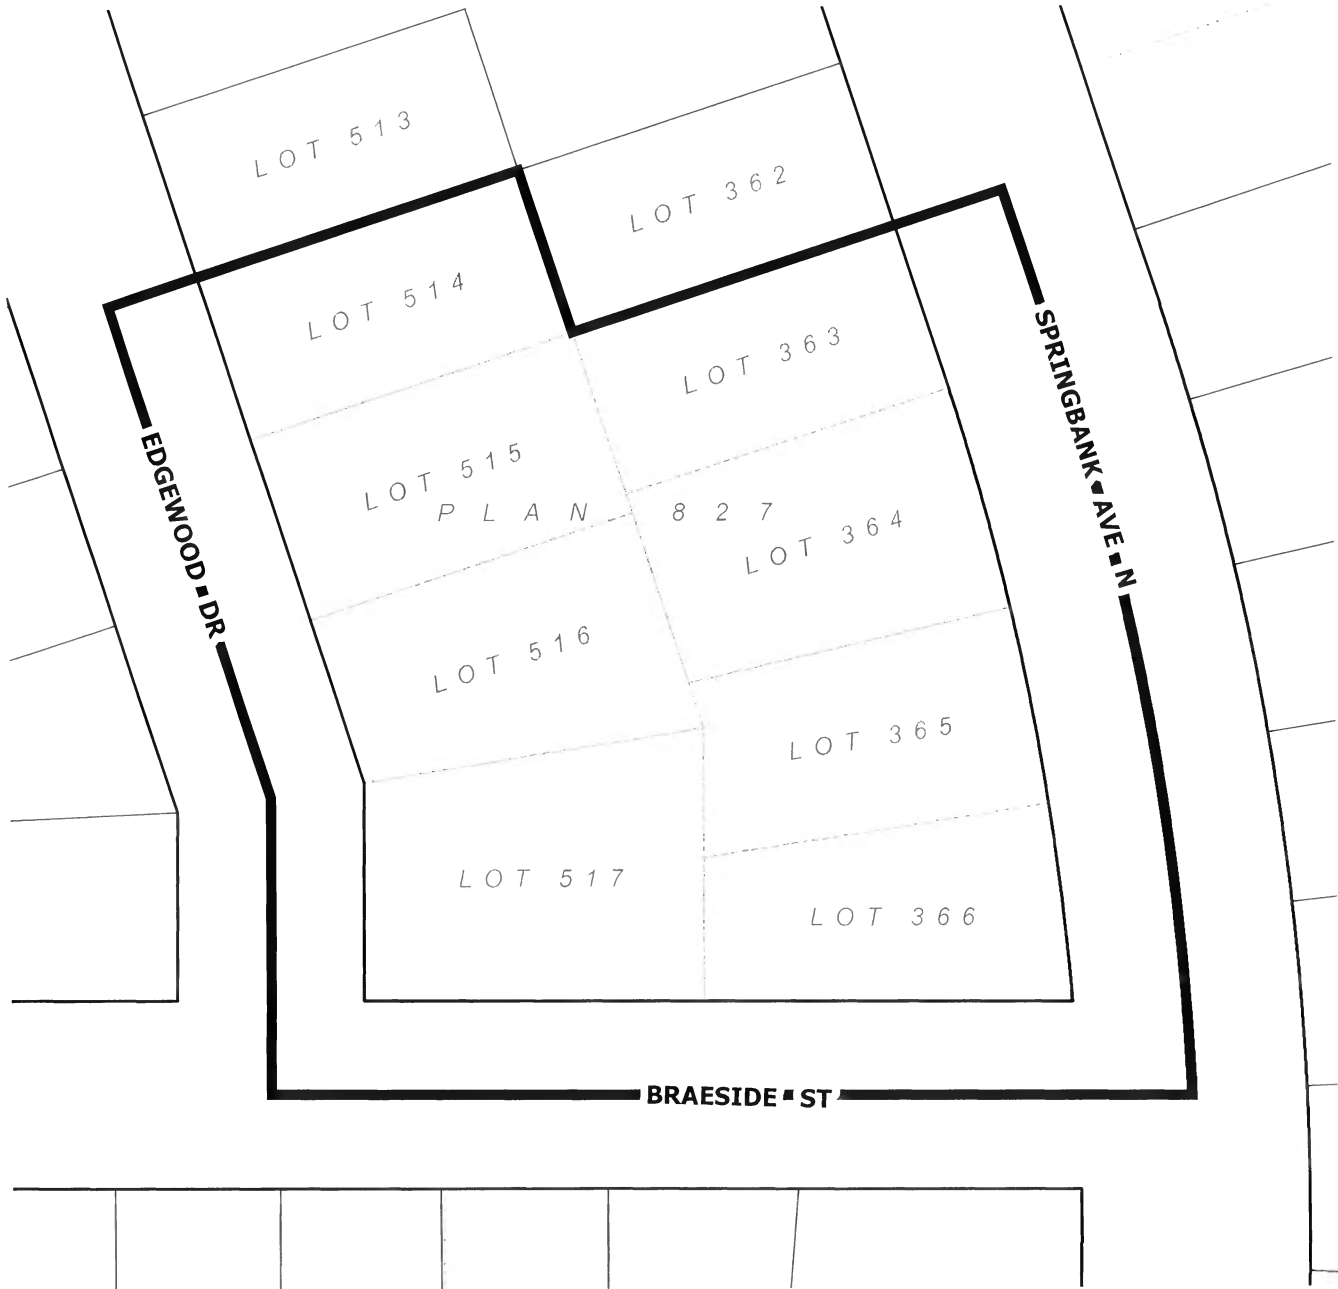 LOT 513
LOT 362
LOT 514
LOT 363
SPRINGBANK AVE N
EDGEWOOD DR
LOT 515
PLAN 827
LOT 364
LOT 516
LOT 365
LOT 517
LOT 366
BRAESIDE ST